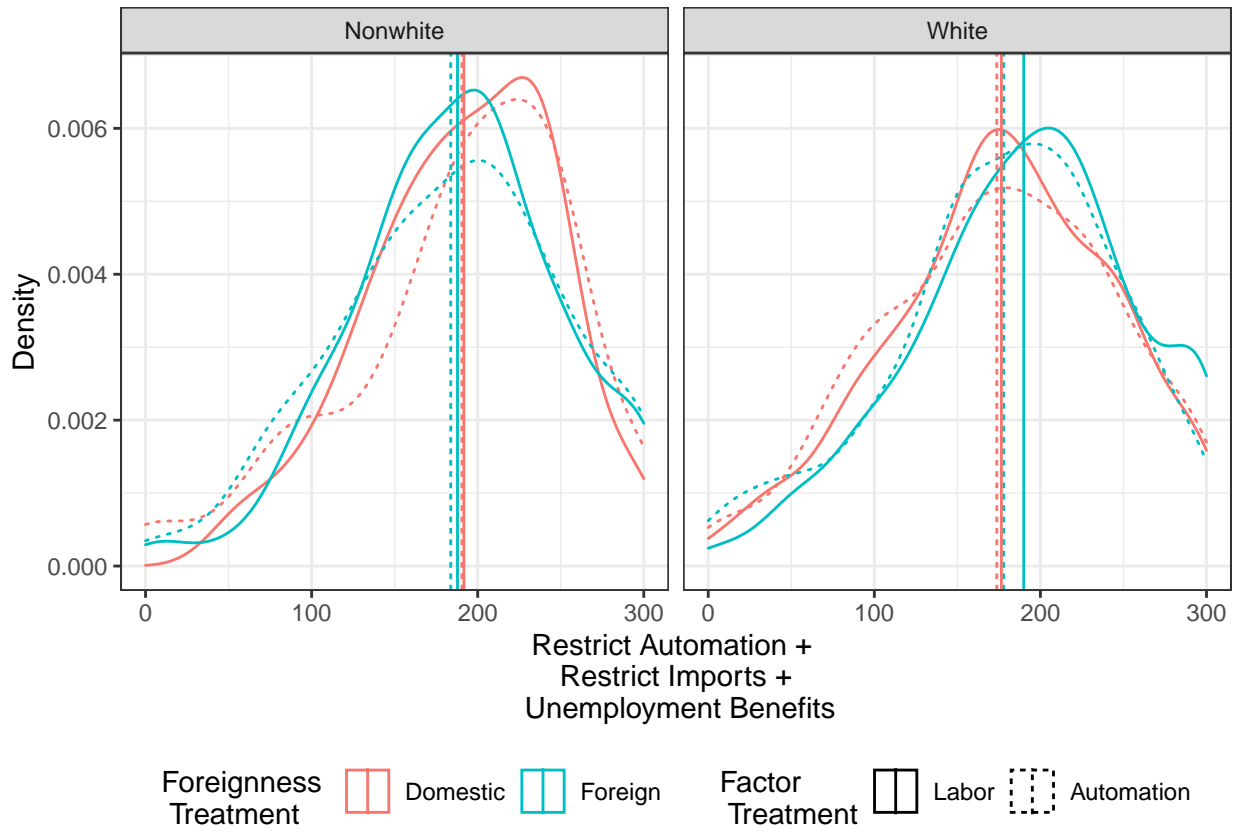 Nonwhite
White
Density
0.006
0.004
0.002
0.000
0
100
200
300
0
100
200
300
Restrict Automation +
Restrict Imports +
Unemployment Benefits
Foreignness
Treatment
Domestic
Foreign
Factor
Treatment
Labor
Automation